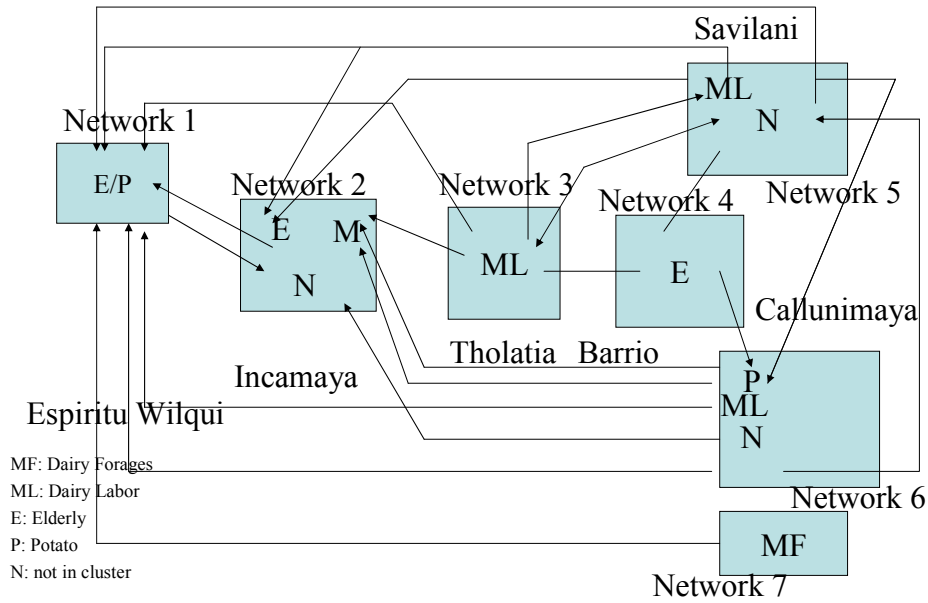 Savilani
ML
N
Network 1
E/P
Network 2
Network 3
Network 4
Network 5
E
M
N
ML
E
Callunimaya
Tholatia
Barrio
Incamaya
P
ML
N
Espiritu Wilqui
MF: Dairy Forages
ML: Dairy Labor
E: Elderly
P: Potato
N: not in cluster
Network 6
MF
Network 7